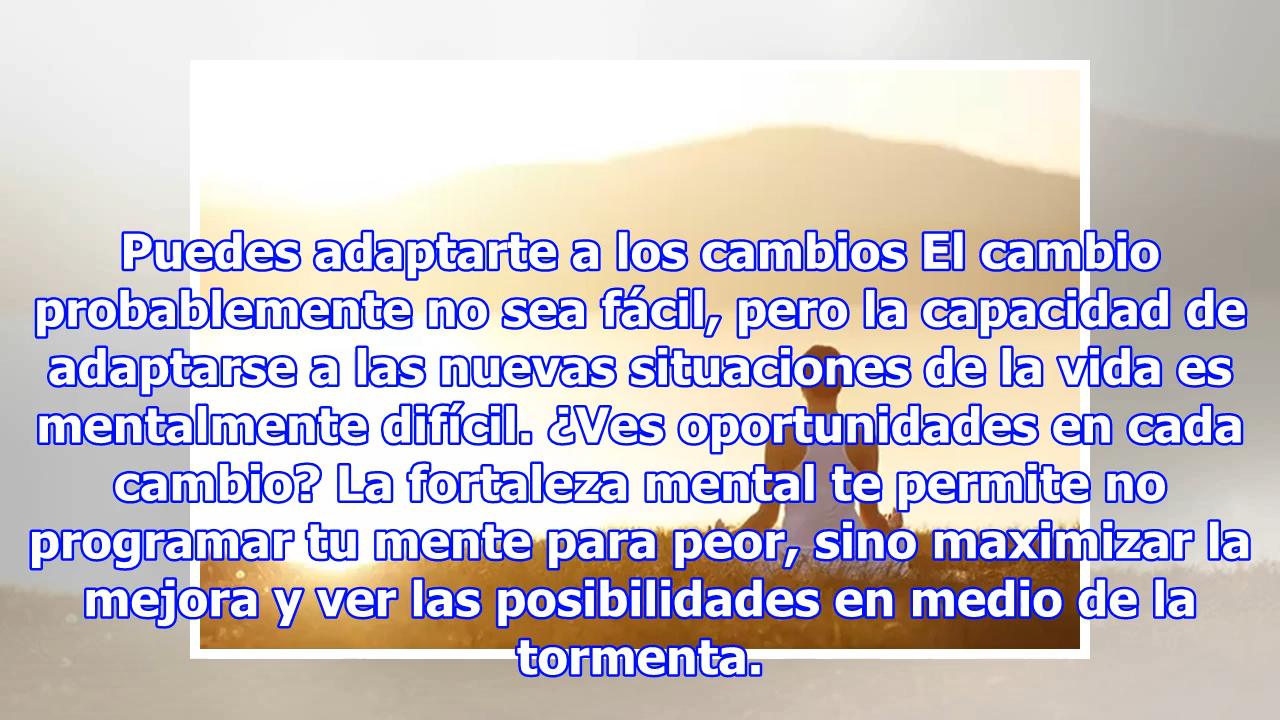 Puedes adaptarte a los cambios El cambio
probablemente no sea fácil, pero la capacidad de
adaptarse a las nuevas situaciones de la vida es
mentalmente difícil. ¿Ves oportunidades en cada
cambio? La fortaleza mental te permite no
programar tu mente para peor, sino maximizar la
mejora y ver las posibilidades en medio de la
tormenta.